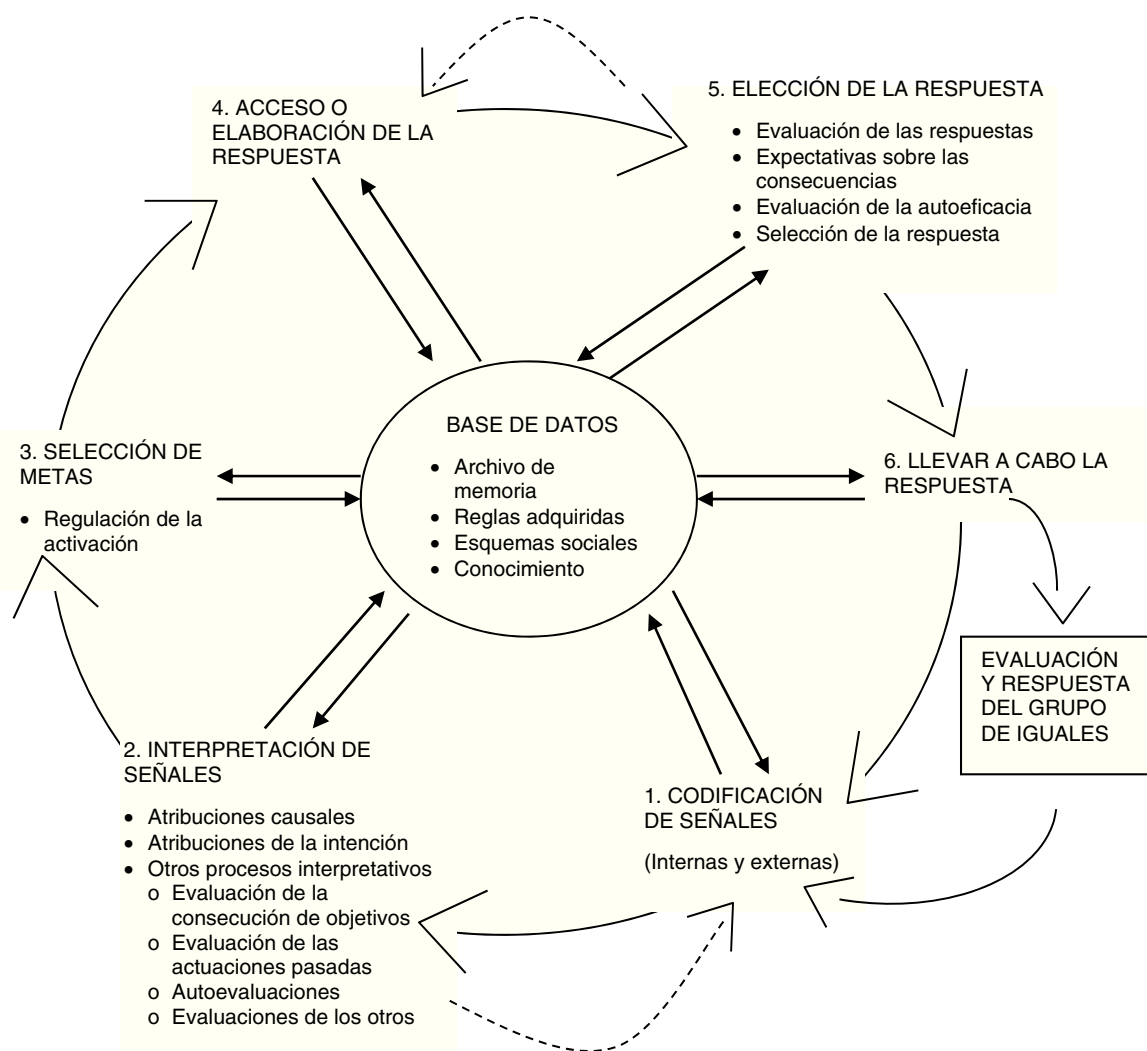 4. ACCESO O
ELABORACIÓN DE LA
RESPUESTA
5. ELECCIÓN DE LA RESPUESTA
• Evaluación de las respuestas
• Expectativas sobre las
consecuencias
• Evaluación de la autoeficacia
• Selección de la respuesta
BASE DE DATOS
• Archivo de
memoria
• Reglas adquiridas
• Esquemas sociales
• Conocimiento
3. SELECCIÓN DE
METAS
• Regulación de la
activación
6. LLEVAR A CABO LA
RESPUESTA
EVALUACIÓN
Y RESPUESTA
DEL GRUPO
DE IGUALES
2. INTERPRETACIÓN DE
SEÑALES
• Atribuciones causales
• Atribuciones de la intención
• Otros procesos interpretativos
o Evaluación de la
consecución de objetivos
o Evaluación de las
actuaciones pasadas
o Autoevaluaciones
o Evaluaciones de los otros
1. CODIFICACIÓN
DE SEÑALES
(Internas y externas)